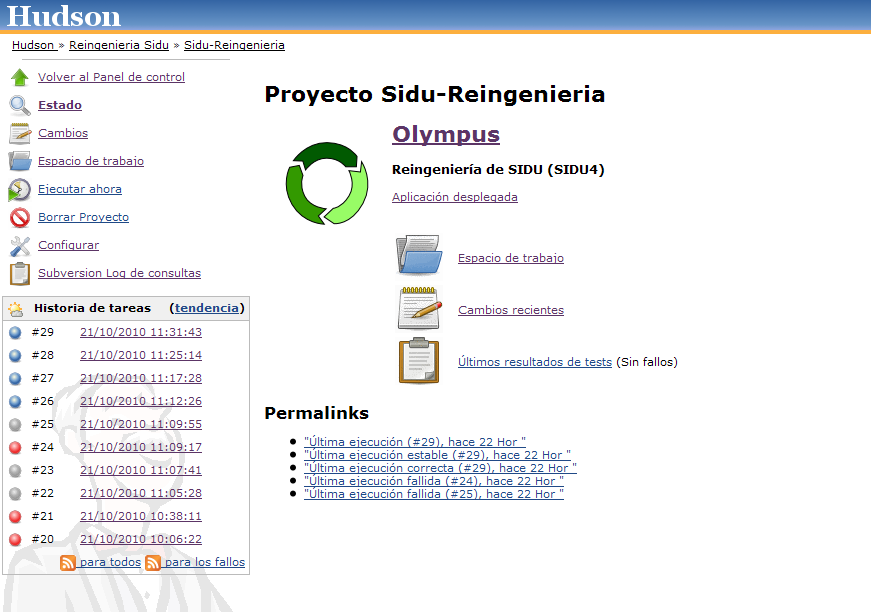 Hudson
Hudson » Reingenieria Sidu » Sidu-Reingenieria
Volver al Panel de control
Estado
Cambios
Espacio de trabajo
Ejecutar ahora
Borrar Proyecto
Configurar
Subversion Log de consultas
Historia de tareas (tendencia)
#29 21/10/2010 11:31:43
#28 21/10/2010 11:25:14
#27 21/10/2010 11:17:28
#26 21/10/2010 11:12:26
#25 21/10/2010 11:09:55
#24 21/10/2010 11:09:17
#23 21/10/2010 11:07:41
#22 21/10/2010 11:05:28
#21 21/10/2010 10:38:11
#20 21/10/2010 10:06:22
para todos para los fallos
Proyecto Sidu-Reingenieria
Olympus
Reingeniería de SIDU (SIDU4)
Aplicación desplegada
Espacio de trabajo
Cambios recientes
Últimos resultados de tests (Sin fallos)
Permalinks
"Última ejecución (#29), hace 22 Hor "
"Última ejecución estable (#29), hace 22 Hor "
"Última ejecución correcta (#29), hace 22 Hor "
"Última ejecución fallida (#24), hace 22 Hor "
"Última ejecución fallida (#25), hace 22 Hor "